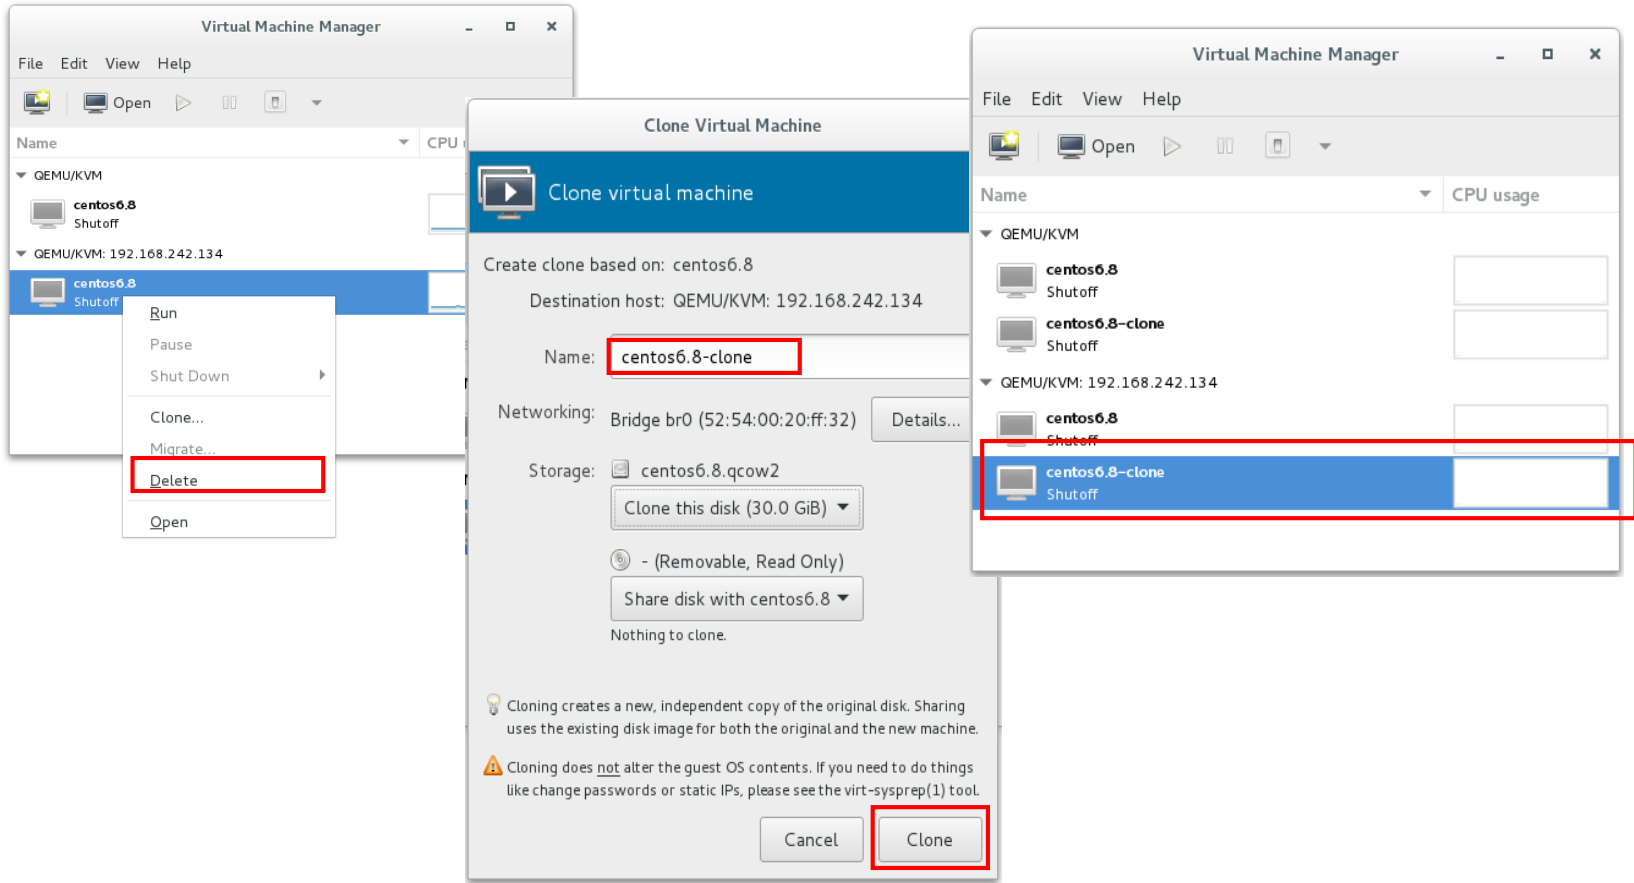 Virtual Machine Manager
File Edit View Help
Open
Name CPU
QEMU/KVM
centos6.8
Shutoff
QEMU/KVM: 192.168.242.134
centos6.8
Shutoff
Run
Pause
Shut Down
Clone...
Migrate...
Delete
Open
Clone Virtual Machine
Clone virtual machine
Create clone based on: centos6.8
Destination host: QEMU/KVM: 192.168.242.134
Name: centos6.8-clone
Networking: Bridge br0 (52:54:00:20:ff:32) Details...
Storage: centos6.8.qcow2
Clone this disk (30.0 GiB)
- (Removable, Read Only)
Share disk with centos6.8
Nothing to clone.
Cloning creates a new, independent copy of the original disk. Sharing
uses the existing disk image for both the original and the new machine.
Cloning does not alter the guest OS contents. If you need to do things
like change passwords or static IPs, please see the virt-sysprep(1) tool.
Cancel Clone
Virtual Machine Manager
File Edit View Help
Open
Name CPU usage
QEMU/KVM
centos6.8
Shutoff
centos6.8-clone
Shutoff
QEMU/KVM: 192.168.242.134
centos6.8
Shutoff
centos6.8-clone
Shutoff